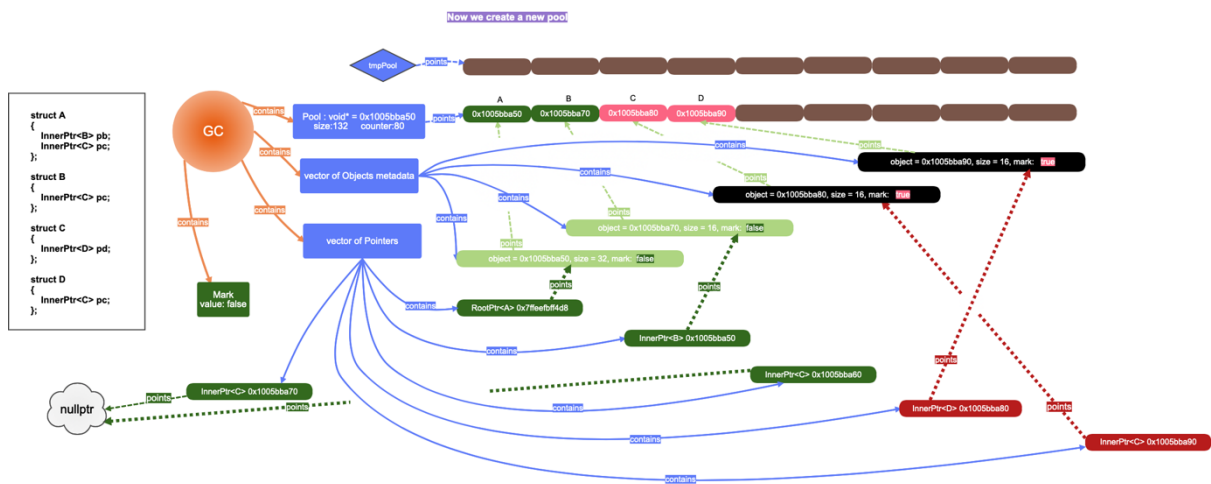 Now we create a new pool
tmpPool
points
A
B
C
D
GC
contains
Pool : void* = 0x1005bba50
size:132 counter:80
points
0x1005bba50
0x1005bba70
0x1005bba80
0x1005bba90
struct A
{
InnerPtr<B> pb;
InnerPtr<C> pc;
};
struct B
{
InnerPtr<C> pc;
};
struct C
{
InnerPtr<D> pd;
};
struct D
{
InnerPtr<C> pc;
};
contains
vector of Objects metadata
contains
object = 0x1005bba90, size = 16, mark: true
contains
points
object = 0x1005bba80, size = 16, mark: true
contains
points
contains
contains
vector of Pointers
points
object = 0x1005bba70, size = 16, mark: false
contains
points
object = 0x1005bba50, size = 32, mark: false
Mark
value: false
points
points
contains
RootPtr<A> 0x7ffeefbff4d8
InnerPtr<B> 0x1005bba50
contains
points
InnerPtr<C> 0x1005bba60
InnerPtr<C> 0x1005bba70
points
nullptr
points
contains
InnerPtr<D> 0x1005bba80
points
contains
InnerPtr<C> 0x1005bba90
contains